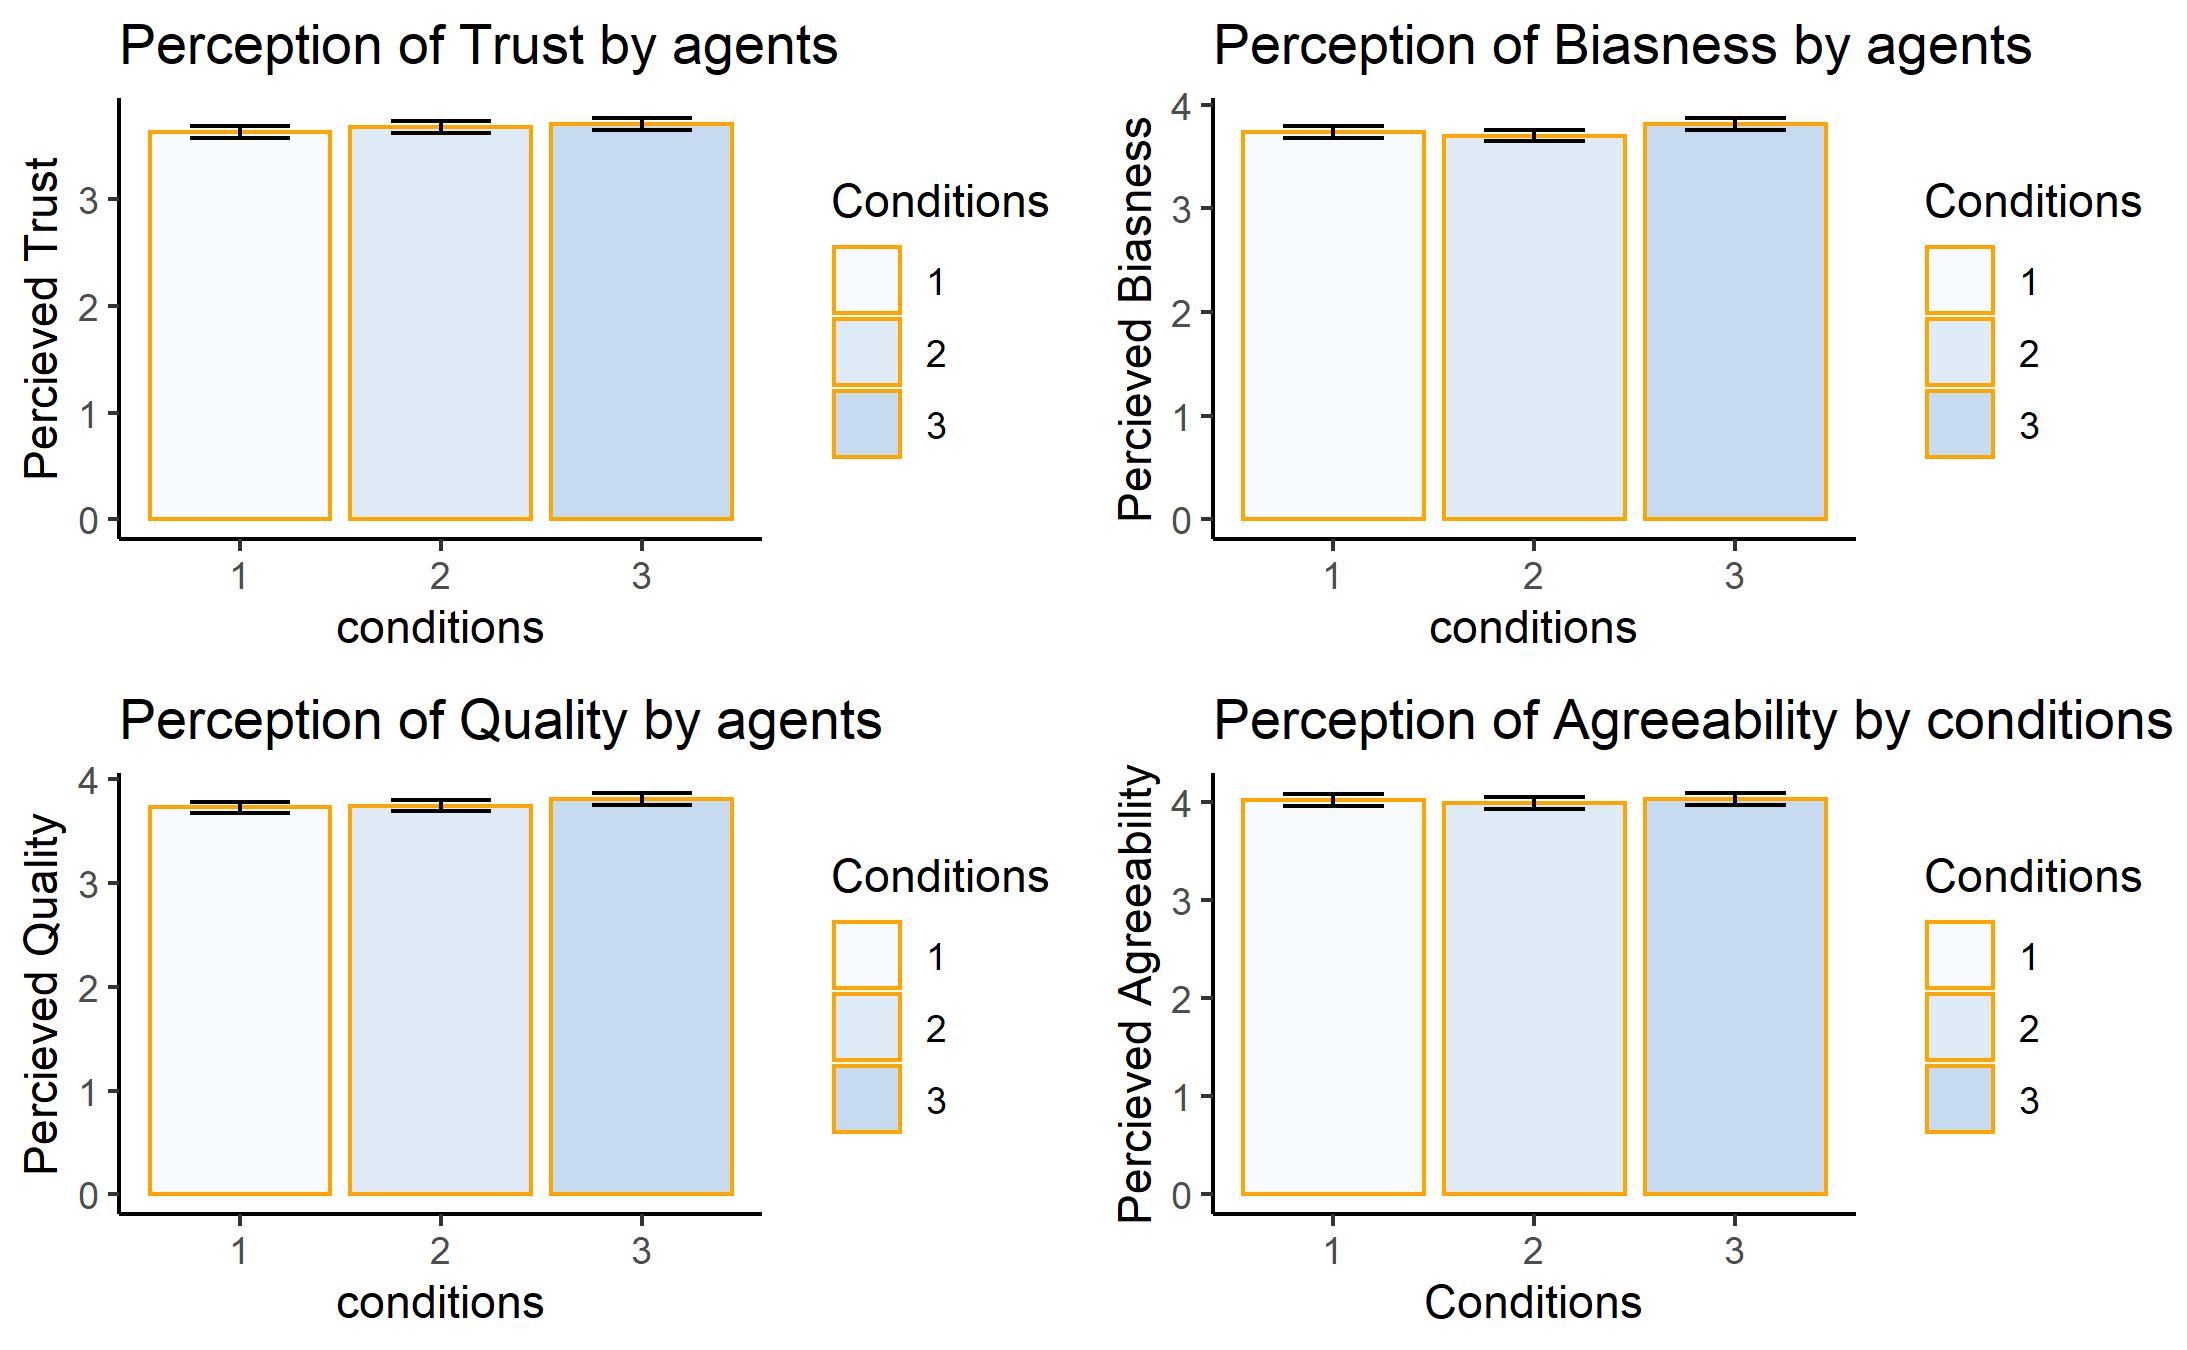 Perception of Trust by agents
Percieved Trust
3
2
1
0
1 2 3
conditions
Conditions
1
2
3
Perception of Biasness by agents
Percieved Biasness
4
3
2
1
0
1 2 3
conditions
Conditions
1
2
3
Perception of Quality by agents
Percieved Quality
4
3
2
1
0
1 2 3
conditions
Conditions
1
2
3
Perception of Agreeability by conditions
Percieved Agreeability
4
3
2
1
0
1 2 3
Conditions
Conditions
1
2
3